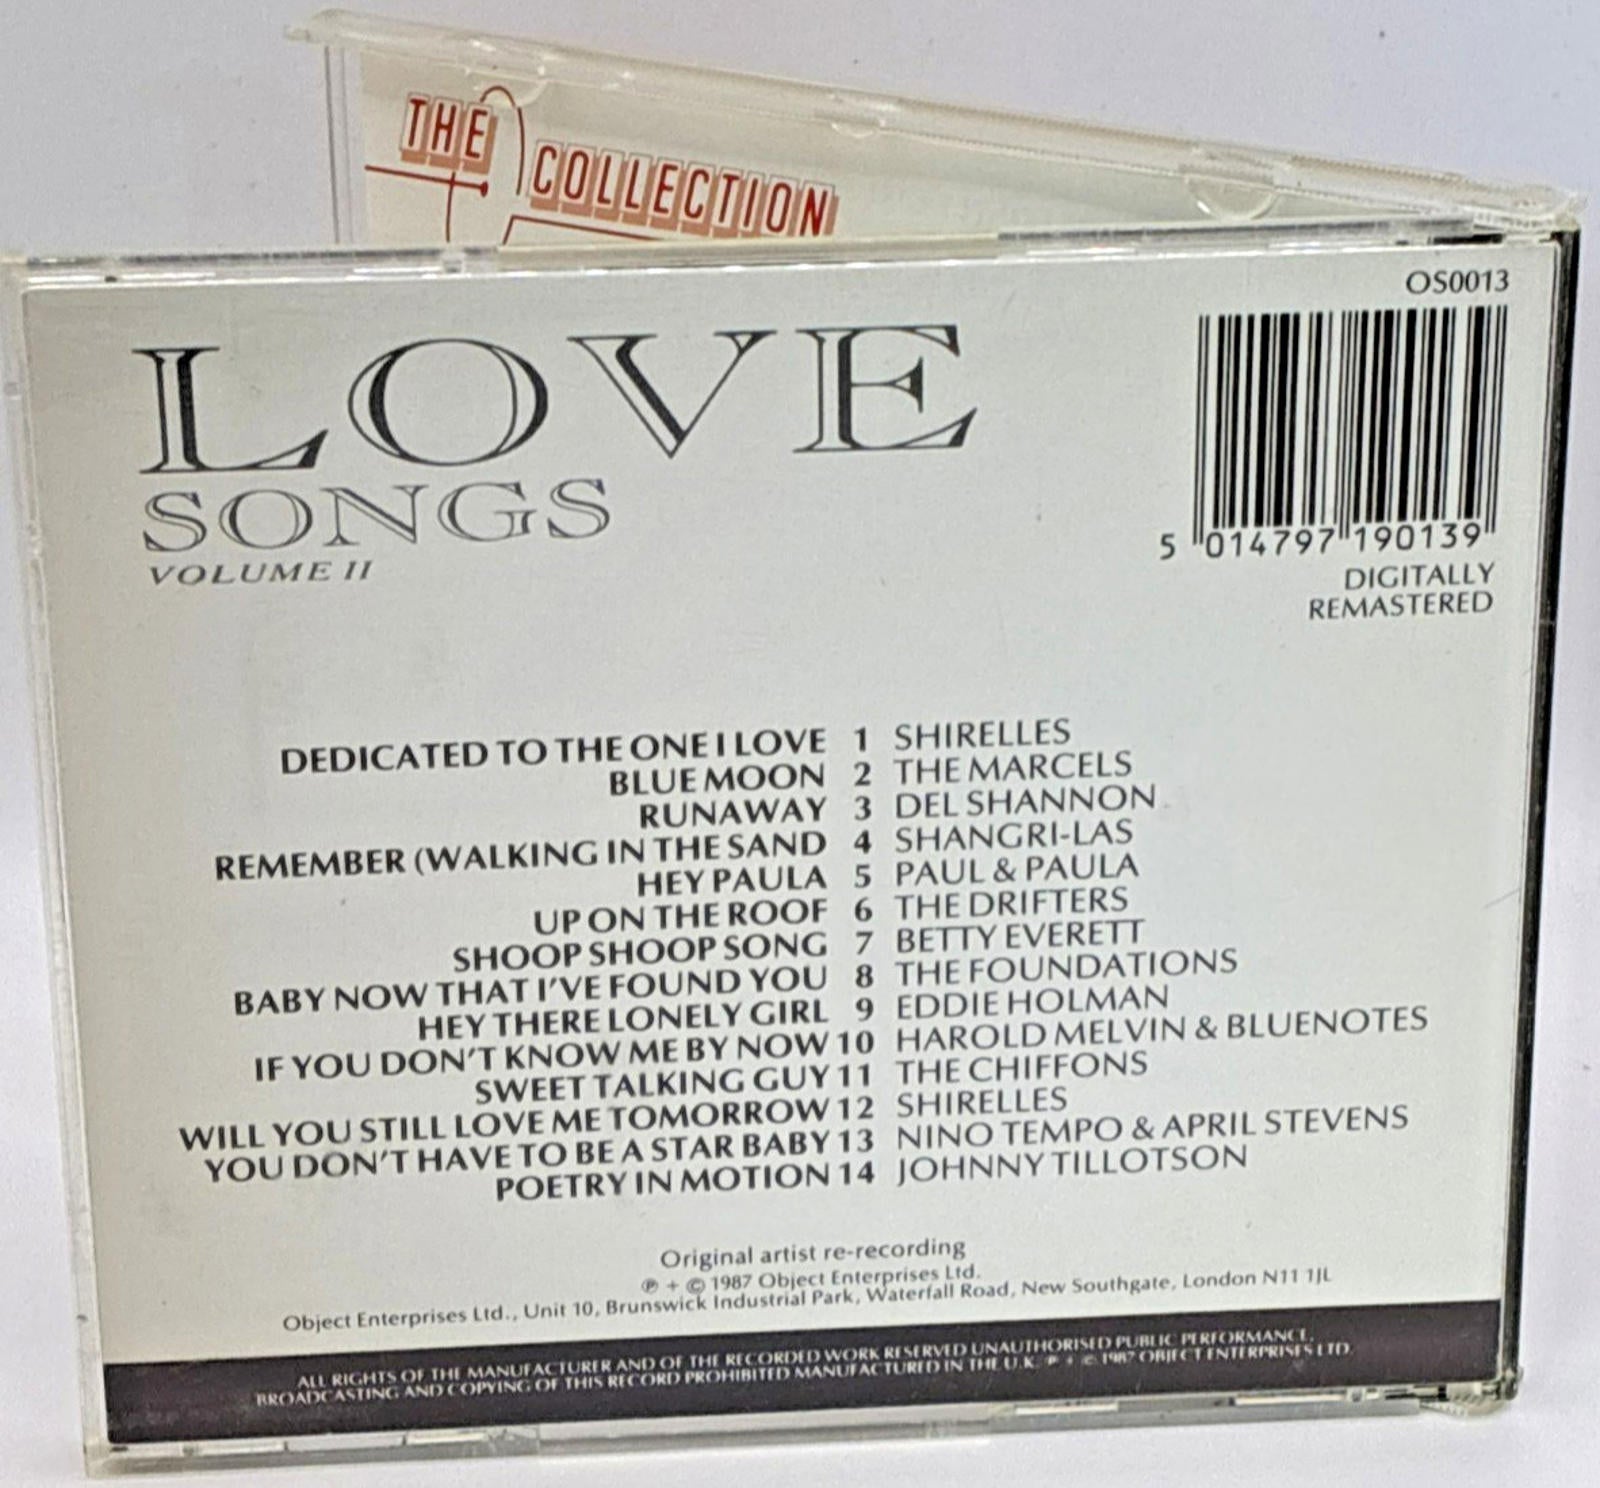 THE COLLECTION
OS0013
LOVE
SONGS
VOLUME II
5 014797 190139
DIGITALLY
REMASTERED
DEDICATED TO THE ONE I LOVE 1 SHIRELLES
BLUE MOON 2 THE MARCELS
RUNAWAY 3 DEL SHANNON
REMEMBER (WALKING IN THE SAND 4 SHANGRI-LAS
HEY PAULA 5 PAUL & PAULA
UP ON THE ROOF 6 THE DRIFTERS
SHOOP SHOOP SONG 7 BETTY EVERETT
BABY NOW THAT I'VE FOUND YOU 8 THE FOUNDATIONS
HEY THERE LONELY GIRL 9 EDDIE HOLMAN
IF YOU DON'T KNOW ME BY NOW 10 HAROLD MELVIN & BLUENOTES
SWEET TALKING GUY 11 THE CHIFFONS
WILL YOU STILL LOVE ME TOMORROW 12 SHIRELLES
YOU DON'T HAVE TO BE A STAR BABY 13 NINO TEMPO & APRIL STEVENS
POETRY IN MOTION 14 JOHNNY TILLOTSON
Original artist re-recording
℗ + © 1987 Object Enterprises Ltd.
Object Enterprises Ltd., Unit 10, Brunswick Industrial Park, Waterfall Road, New Southgate, London N11 1JL
ALL RIGHTS OF THE MANUFACTURER AND OF THE RECORDED WORK RESERVED UNAUTHORISED PUBLIC PERFORMANCE,
BROADCASTING AND COPYING OF THIS RECORD PROHIBITED MANUFACTURED IN THE U.K. ℗ + © 1987 OBJECT ENTERPRISES LTD